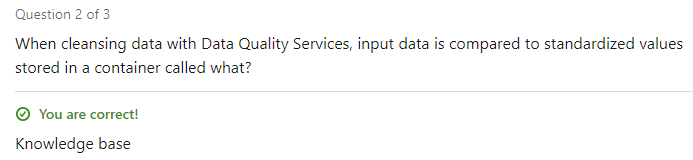 Question 2 of 3
When cleansing data with Data Quality Services, input data is compared to standardized values
stored in a container called what?
You are correct!
Knowledge base